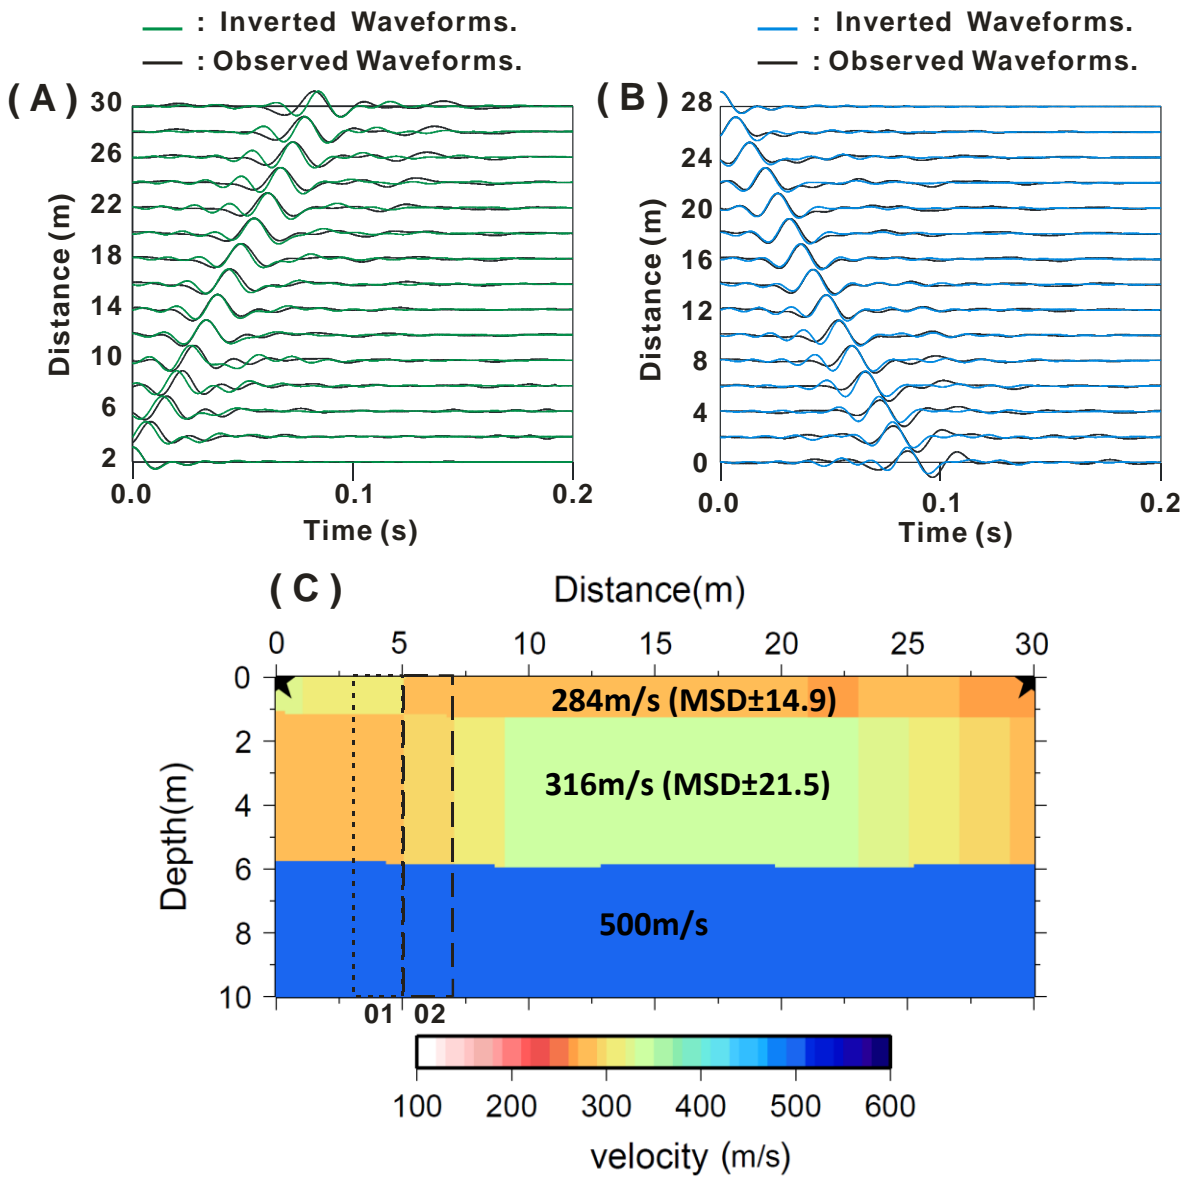 : Inverted Waveforms.
: Observed Waveforms.
: Inverted Waveforms.
: Observed Waveforms.
( A )
30
26
22
18
14
10
6
2
Distance (m)
0.0 0.1 0.2
Time (s)
( B )
28
24
20
16
12
8
4
0
Distance (m)
0.0 0.1 0.2
Time (s)
( C )
Distance(m)
0 5 10 15 20 25 30
0
2
4
6
8
10
Depth(m)
284m/s (MSD±14.9)
316m/s (MSD±21.5)
500m/s
01 02
100 200 300 400 500 600
velocity (m/s)